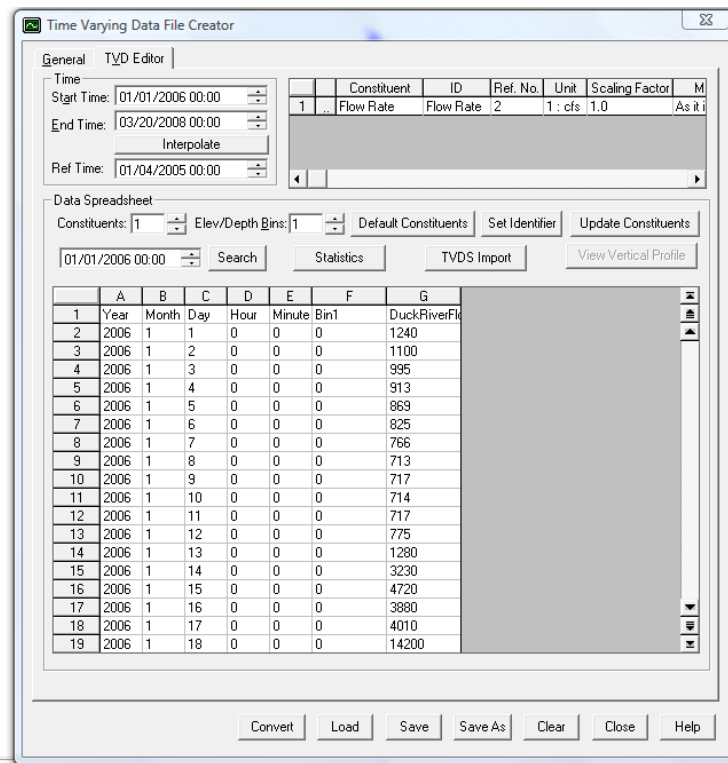 Time Varying Data File Creator
General TVD Editor
Time
Start Time: 01/01/2006 00:00
End Time: 03/20/2008 00:00
Interpolate
Ref Time: 01/04/2005 00:00
Constituent ID Ref. No. Unit Scaling Factor M
1 .. Flow Rate Flow Rate 2 1 : cfs 1.0 As it i
Data Spreadsheet
Constituents: 1 Elev/Depth Bins: 1 Default Constituents Set Identifier Update Constituents
01/01/2006 00:00 Search Statistics TVDS Import View Vertical Profile
A B C D E F G
1 Year Month Day Hour Minute Bin1 DuckRiverFlo
2 2006 1 1 0 0 0 1240
3 2006 1 2 0 0 0 1100
4 2006 1 3 0 0 0 995
5 2006 1 4 0 0 0 913
6 2006 1 5 0 0 0 869
7 2006 1 6 0 0 0 825
8 2006 1 7 0 0 0 766
9 2006 1 8 0 0 0 713
10 2006 1 9 0 0 0 717
11 2006 1 10 0 0 0 714
12 2006 1 11 0 0 0 717
13 2006 1 12 0 0 0 775
14 2006 1 13 0 0 0 1280
15 2006 1 14 0 0 0 3230
16 2006 1 15 0 0 0 4720
17 2006 1 16 0 0 0 3880
18 2006 1 17 0 0 0 4010
19 2006 1 18 0 0 0 14200
Convert Load Save Save As Clear Close Help